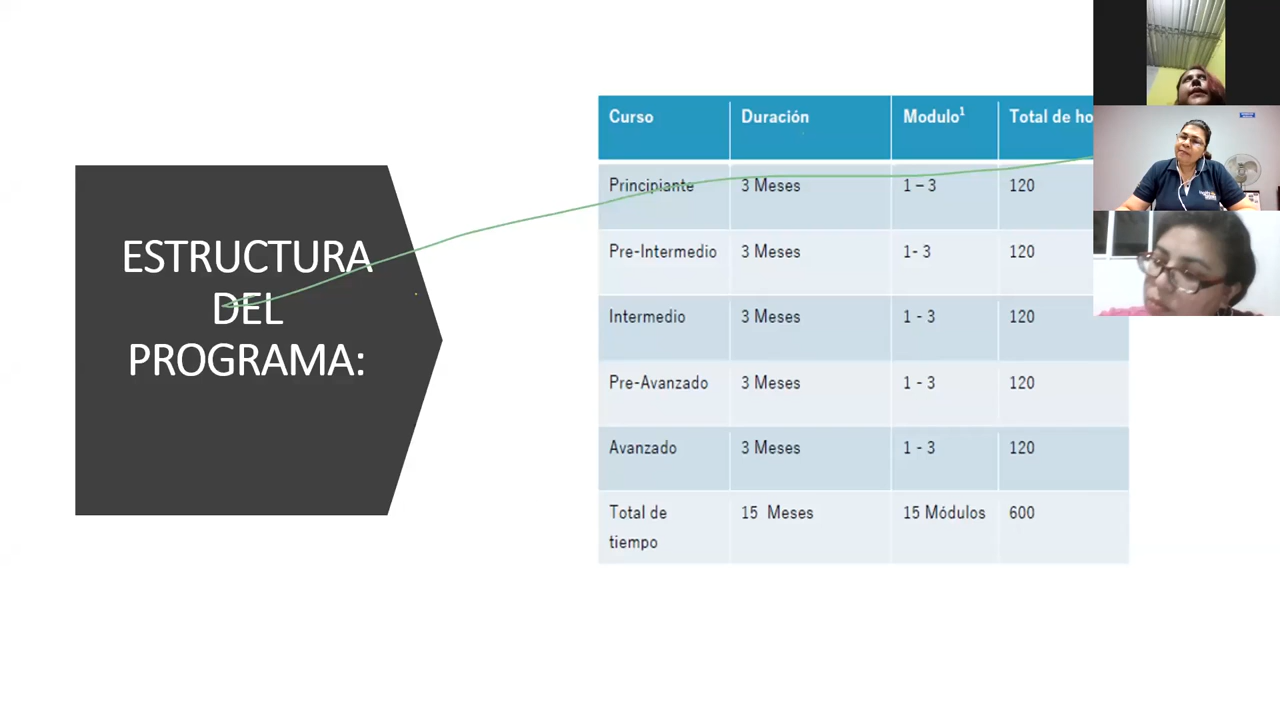 ESTRUCTURA
DEL
PROGRAMA:
Curso Duración Modulo¹ Total de ho
Principiante 3 Meses 1 – 3 120
Pre-Intermedio 3 Meses 1- 3 120
Intermedio 3 Meses 1 - 3 120
Pre-Avanzado 3 Meses 1 - 3 120
Avanzado 3 Meses 1 - 3 120
Total de 15 Meses 15 Módulos 600
tiempo